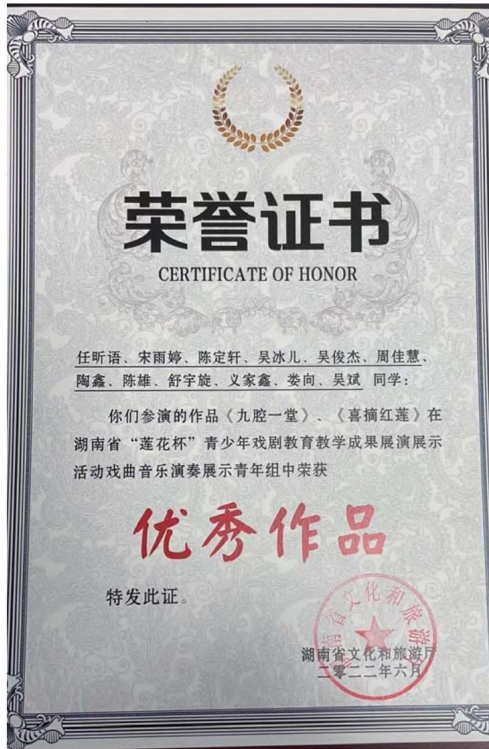 荣誉证书
CERTIFICATE OF HONOR
任昕语、宋雨婷、陈定轩、吴冰儿、吴俊杰、周佳慧、
陶鑫、陈雄、舒宇旋、义家鑫、娄向、吴斌 同学：
你们参演的作品《九腔一堂》、《喜摘红莲》在
湖南省“莲花杯”青少年戏剧教育教学成果展演展示
活动戏曲音乐演奏展示青年组中荣获
优秀作品
特发此证。
湖南省文化和旅游厅
二零二二年六月